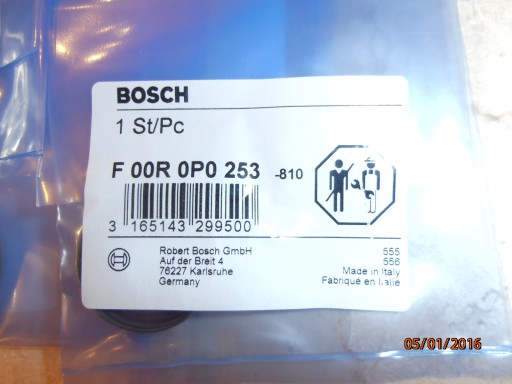 BOSCH
1 St/Pc
F 00R 0P0 253 -810
3 165143 299500
Robert Bosch GmbH
Auf der Breit 4
76227 Karlsruhe
Germany
555
556
Made in Italy
Fabriqué en Italie
05/01/2016